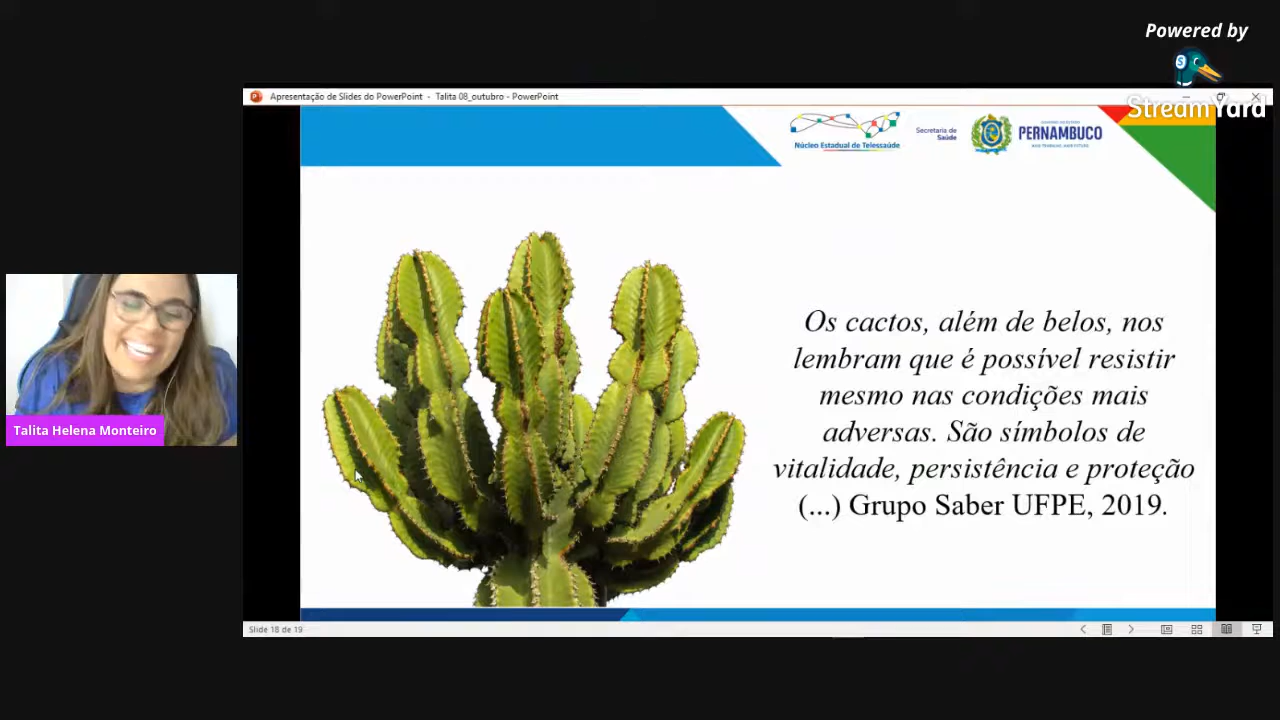 Powered by
StreamYard
Apresentação de Slides do PowerPoint - Talita 08_outubro - PowerPoint
Núcleo Estadual de Telessaúde
Secretaria de
Saúde
PERNAMBUCO
Os cactos, além de belos, nos
lembram que é possível resistir
mesmo nas condições mais
adversas. São símbolos de
vitalidade, persistência e proteção
(...) Grupo Saber UFPE, 2019.
Talita Helena Monteiro
Slide 18 de 19